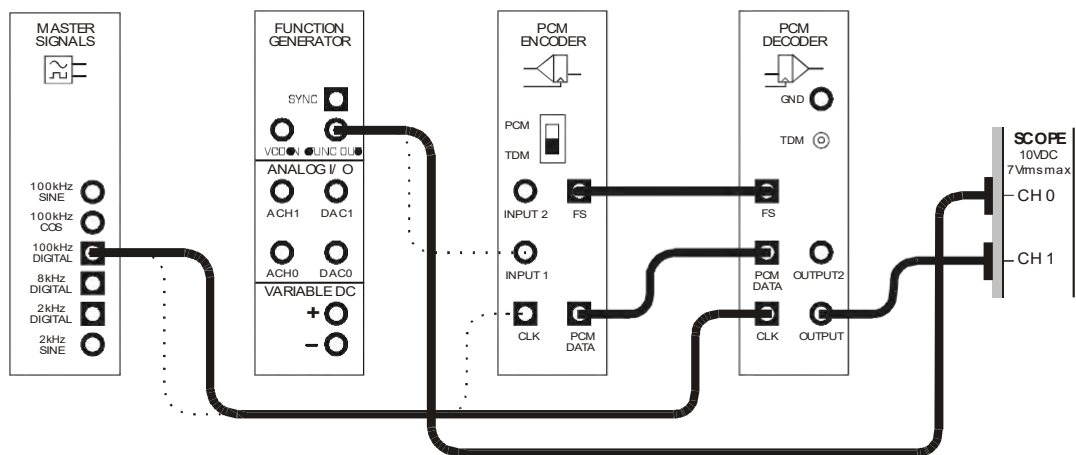 MASTER
SIGNALS
100kHz
SINE
100kHz
COS
100kHz
DIGITAL
8kHz
DIGITAL
2kHz
DIGITAL
2kHz
SINE
FUNCTION
GENERATOR
SYNC
ANALOG I/ O
ACH1
DAC1
ACH0
DAC0
VARIABLE DC
+
−
PCM
ENCODER
PCM
TDM
INPUT 2
FS
INPUT 1
CLK
PCM
DATA
PCM
DECODER
GND
TDM
FS
PCM
DATA
OUTPUT2
CLK
OUTPUT
SCOPE
10VDC
7Vrms max
CH 0
CH 1